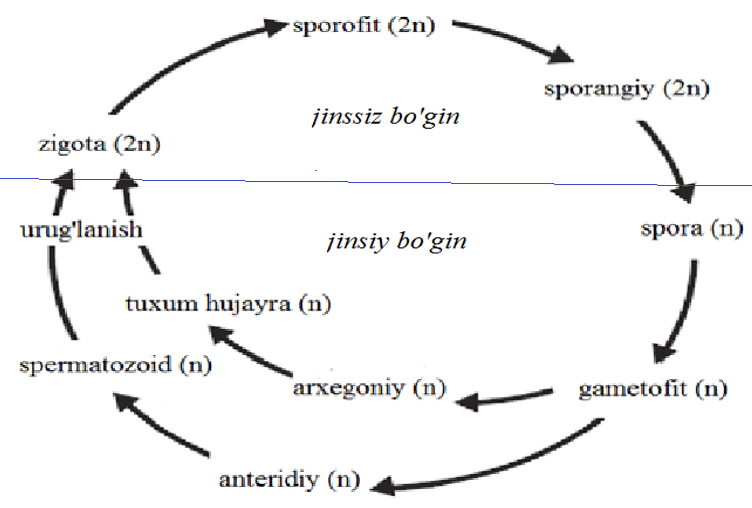 sporofit (2n)
sporangiy (2n)
jinssiz bo'gin
zigota (2n)
urug'lanish
spora (n)
jinsiy bo'gin
tuxum hujayra (n)
spermatozoid (n)
arxegoniy (n)
gametofit (n)
anteridiy (n)